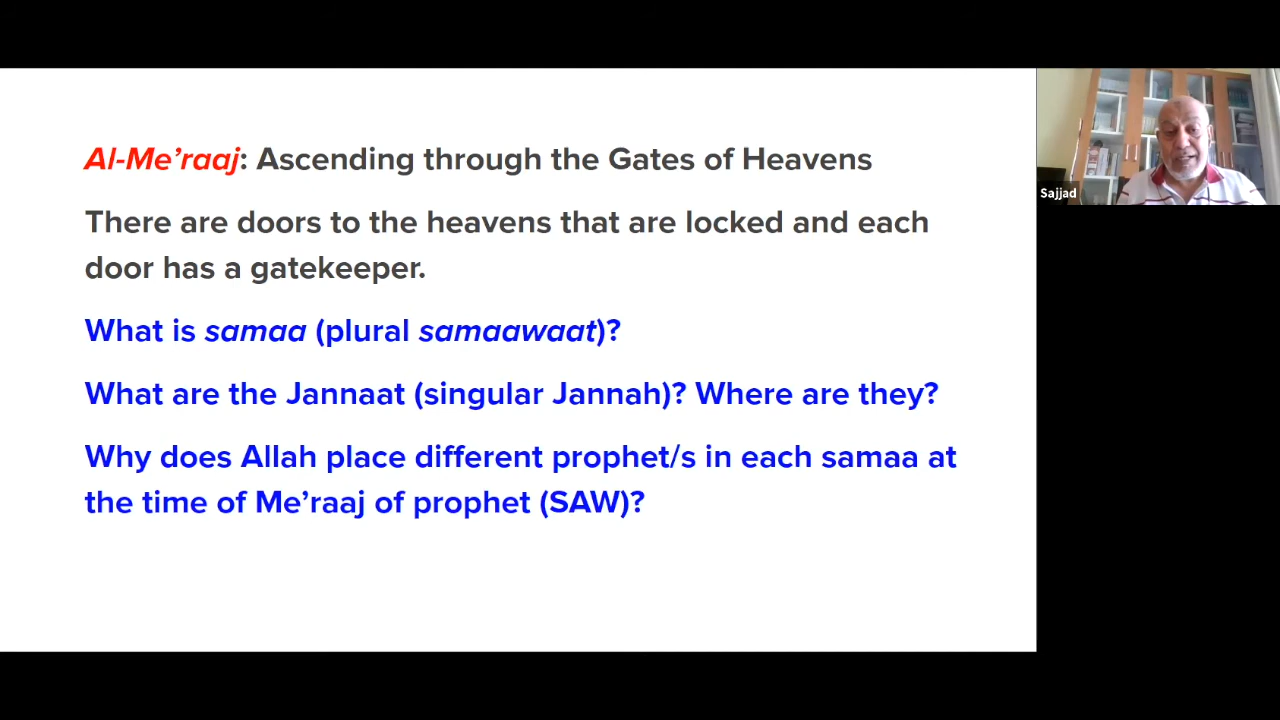 Al-Me’raaj: Ascending through the Gates of Heavens
There are doors to the heavens that are locked and each
door has a gatekeeper.
What is samaa (plural samaawaat)?
What are the Jannaat (singular Jannah)? Where are they?
Why does Allah place different prophet/s in each samaa at
the time of Me’raaj of prophet (SAW)?
Sajjad